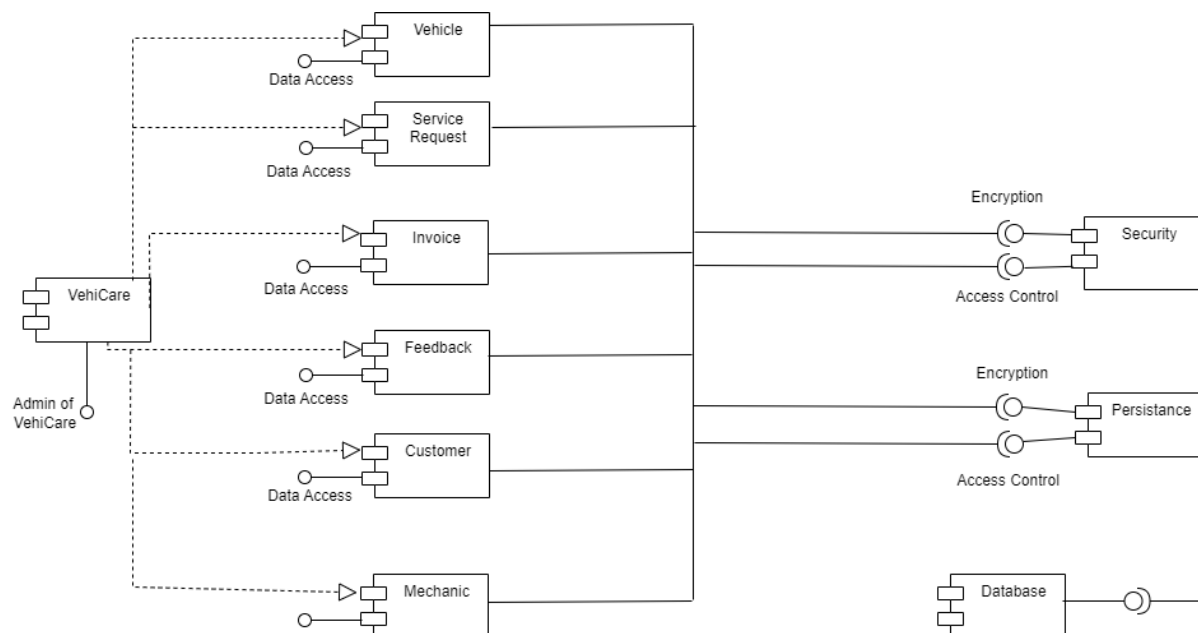 Vehicle
Data Access
Service
Request
Data Access
Encryption
Invoice
Security
Data Access
VehiCare
Access Control
Feedback
Encryption
Data Access
Admin of
VehiCare
Persistance
Customer
Access Control
Data Access
Mechanic
Database